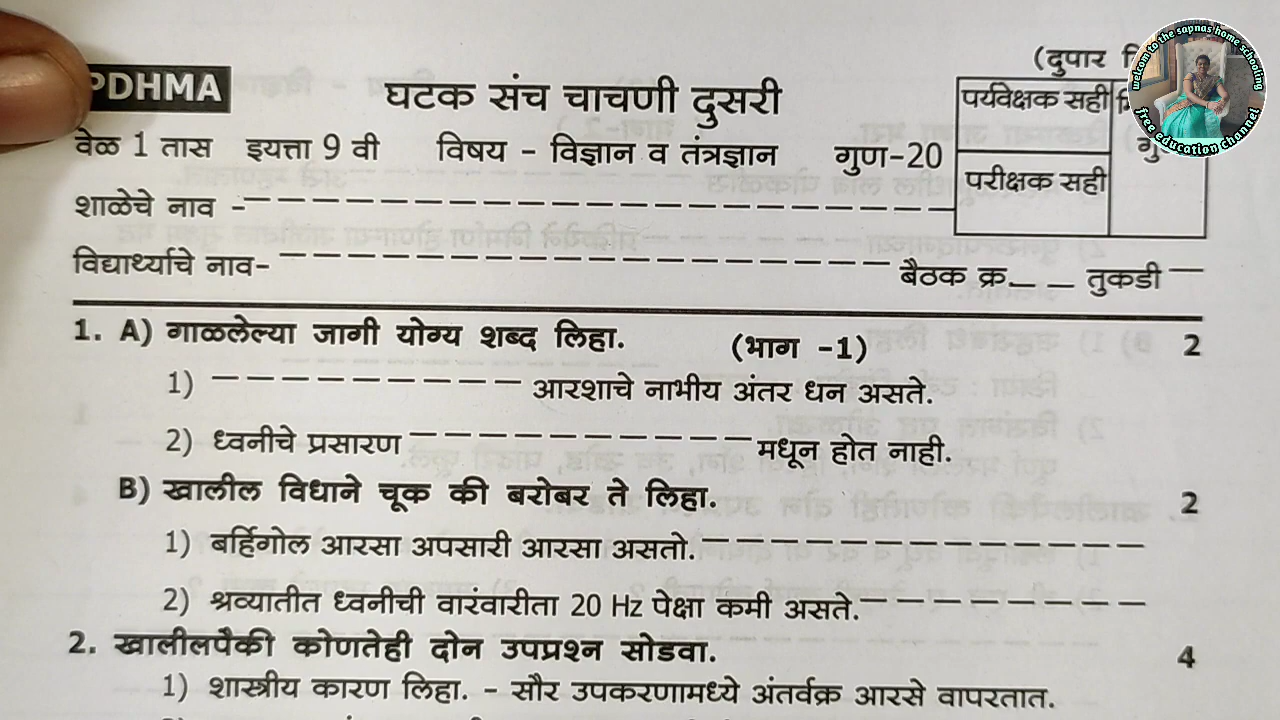 (दुपार
PDHMA घटक संच चाचणी दुसरी
पर्यवेक्षक सही
वेळ 1 तास इयत्ता 9 वी विषय - विज्ञान व तंत्रज्ञान गुण-20
परीक्षक सही
शाळेचे नाव -
विद्यार्थ्याचे नाव- बैठक क्र. तुकडी
1. A) गाळलेल्या जागी योग्य शब्द लिहा. (भाग -1) 2
1) आरशाचे नाभीय अंतर धन असते.
2) ध्वनीचे प्रसारण मधून होत नाही.
B) खालील विधाने चूक की बरोबर ते लिहा. 2
1) बर्हिगोल आरसा अपसारी आरसा असतो.
2) श्रव्यातीत ध्वनीची वारंवारीता 20 Hz पेक्षा कमी असते.
2. खालीलपैकी कोणतेही दोन उपप्रश्न सोडवा. 4
1) शास्त्रीय कारण लिहा. - सौर उपकरणामध्ये अंतर्वक्र आरसे वापरतात.
welcom to the sapnas home schooling
free education channel